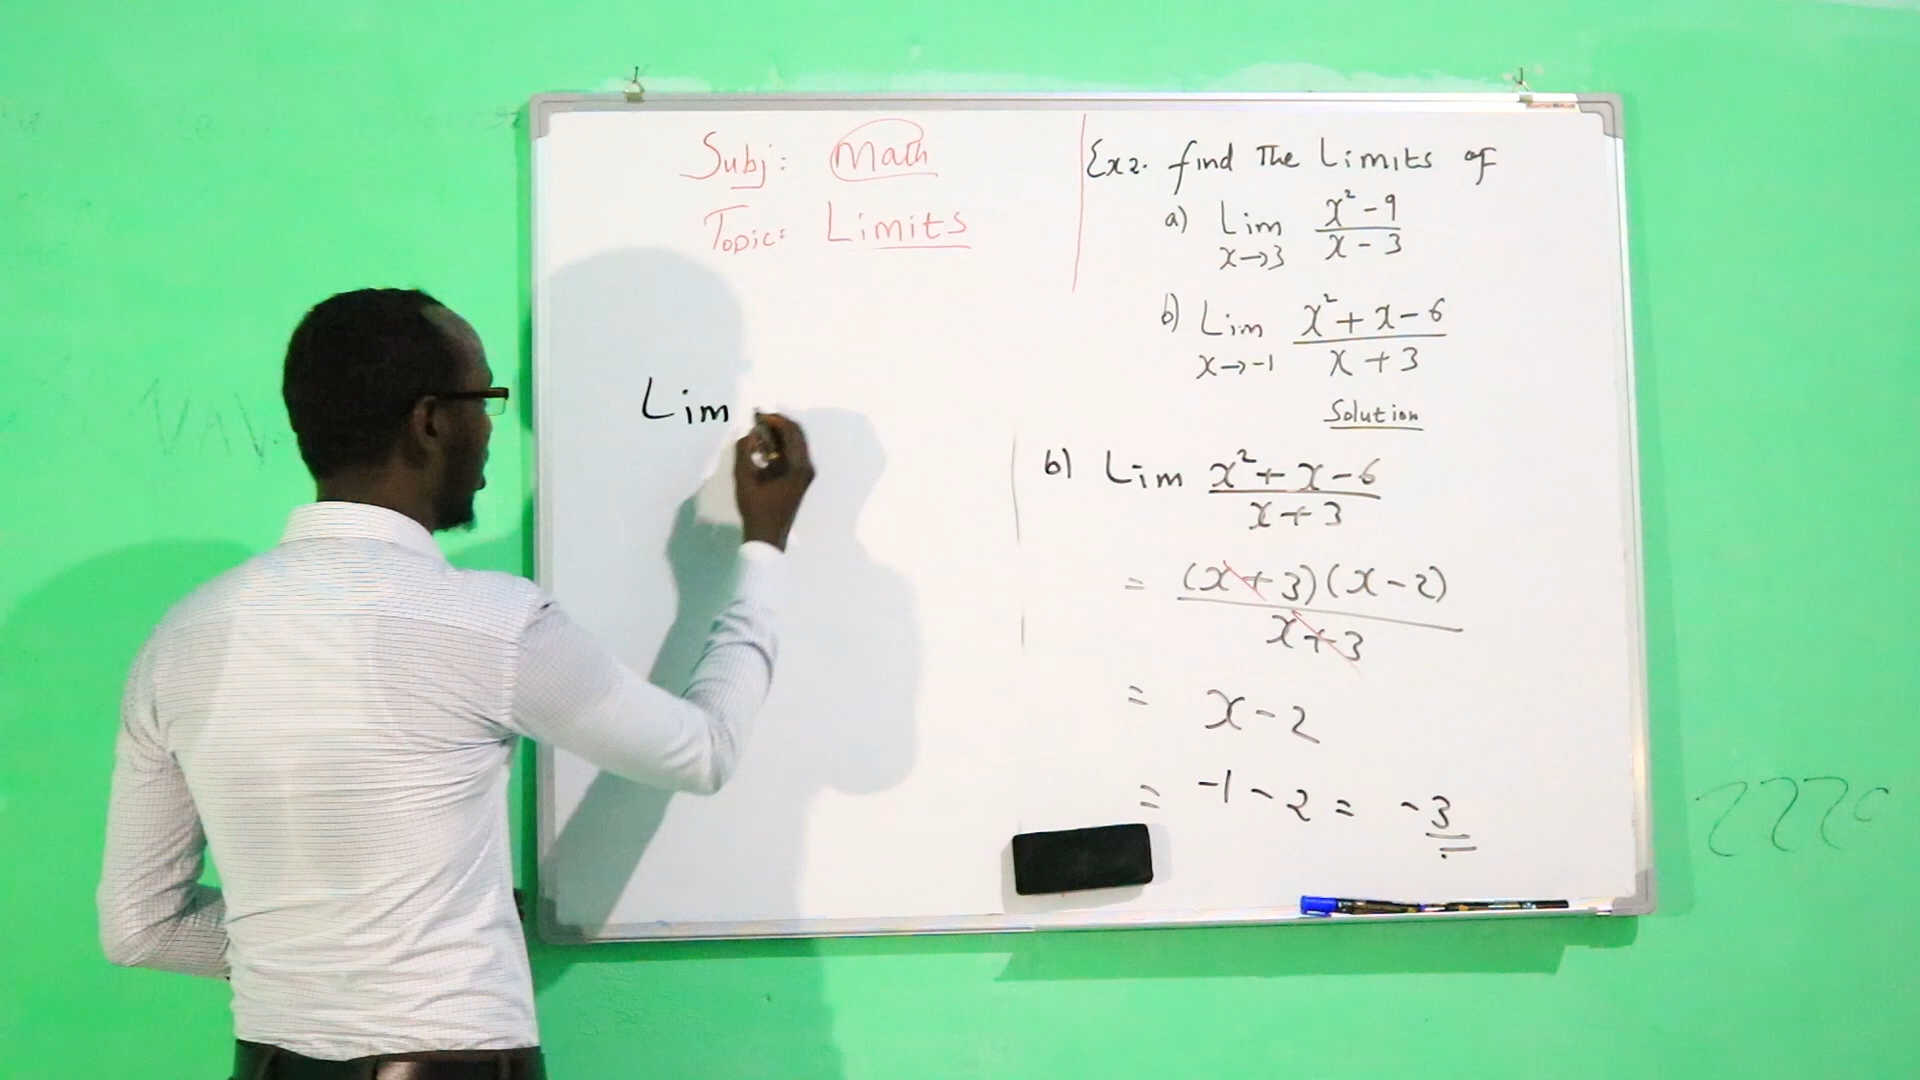 Subj: Math
Topic: Limits
Lim
Ex2. find The Limits of
a) Lim x→3 x² - 9 / x - 3
b) Lim x→-1 x² + x - 6 / x + 3
Solution
b) Lim x² + x - 6 / x + 3
= (x + 3)(x - 2) / x + 3
= x - 2
= -1 - 2 = -3